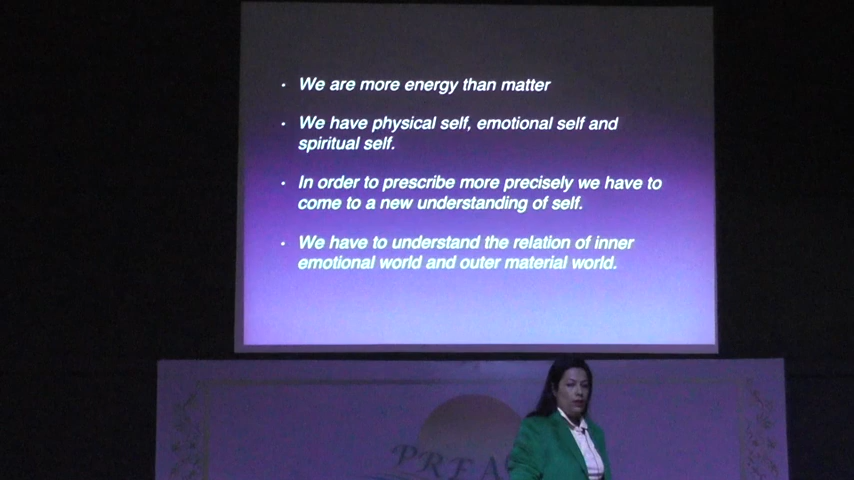 • We are more energy than matter
• We have physical self, emotional self and
spiritual self.
• In order to prescribe more precisely we have to
come to a new understanding of self.
• We have to understand the relation of inner
emotional world and outer material world.